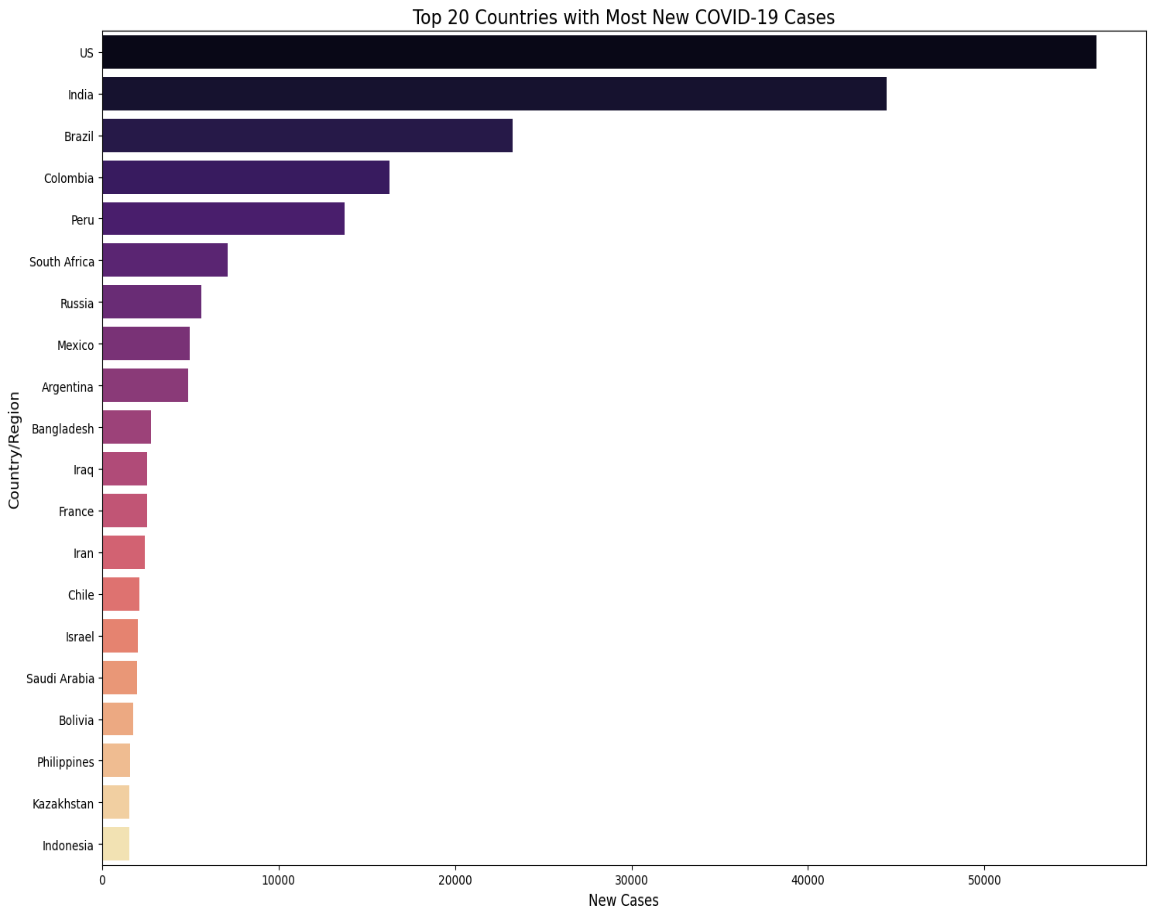 Top 20 Countries with Most New COVID-19 Cases
Country/Region
US
India
Brazil
Colombia
Peru
South Africa
Russia
Mexico
Argentina
Bangladesh
Iraq
France
Iran
Chile
Israel
Saudi Arabia
Bolivia
Philippines
Kazakhstan
Indonesia
0 10000 20000 30000 40000 50000
New Cases